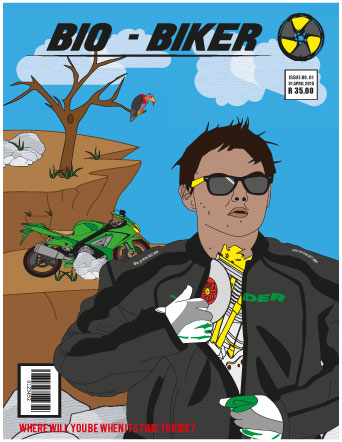 BIO - BIKER
ISSUE NO. 01
01 APRIL 2015
R 35.00
RIDER
RIDER
WHERE WILL YOU BE WHEN ITS TIME TO RIDE?